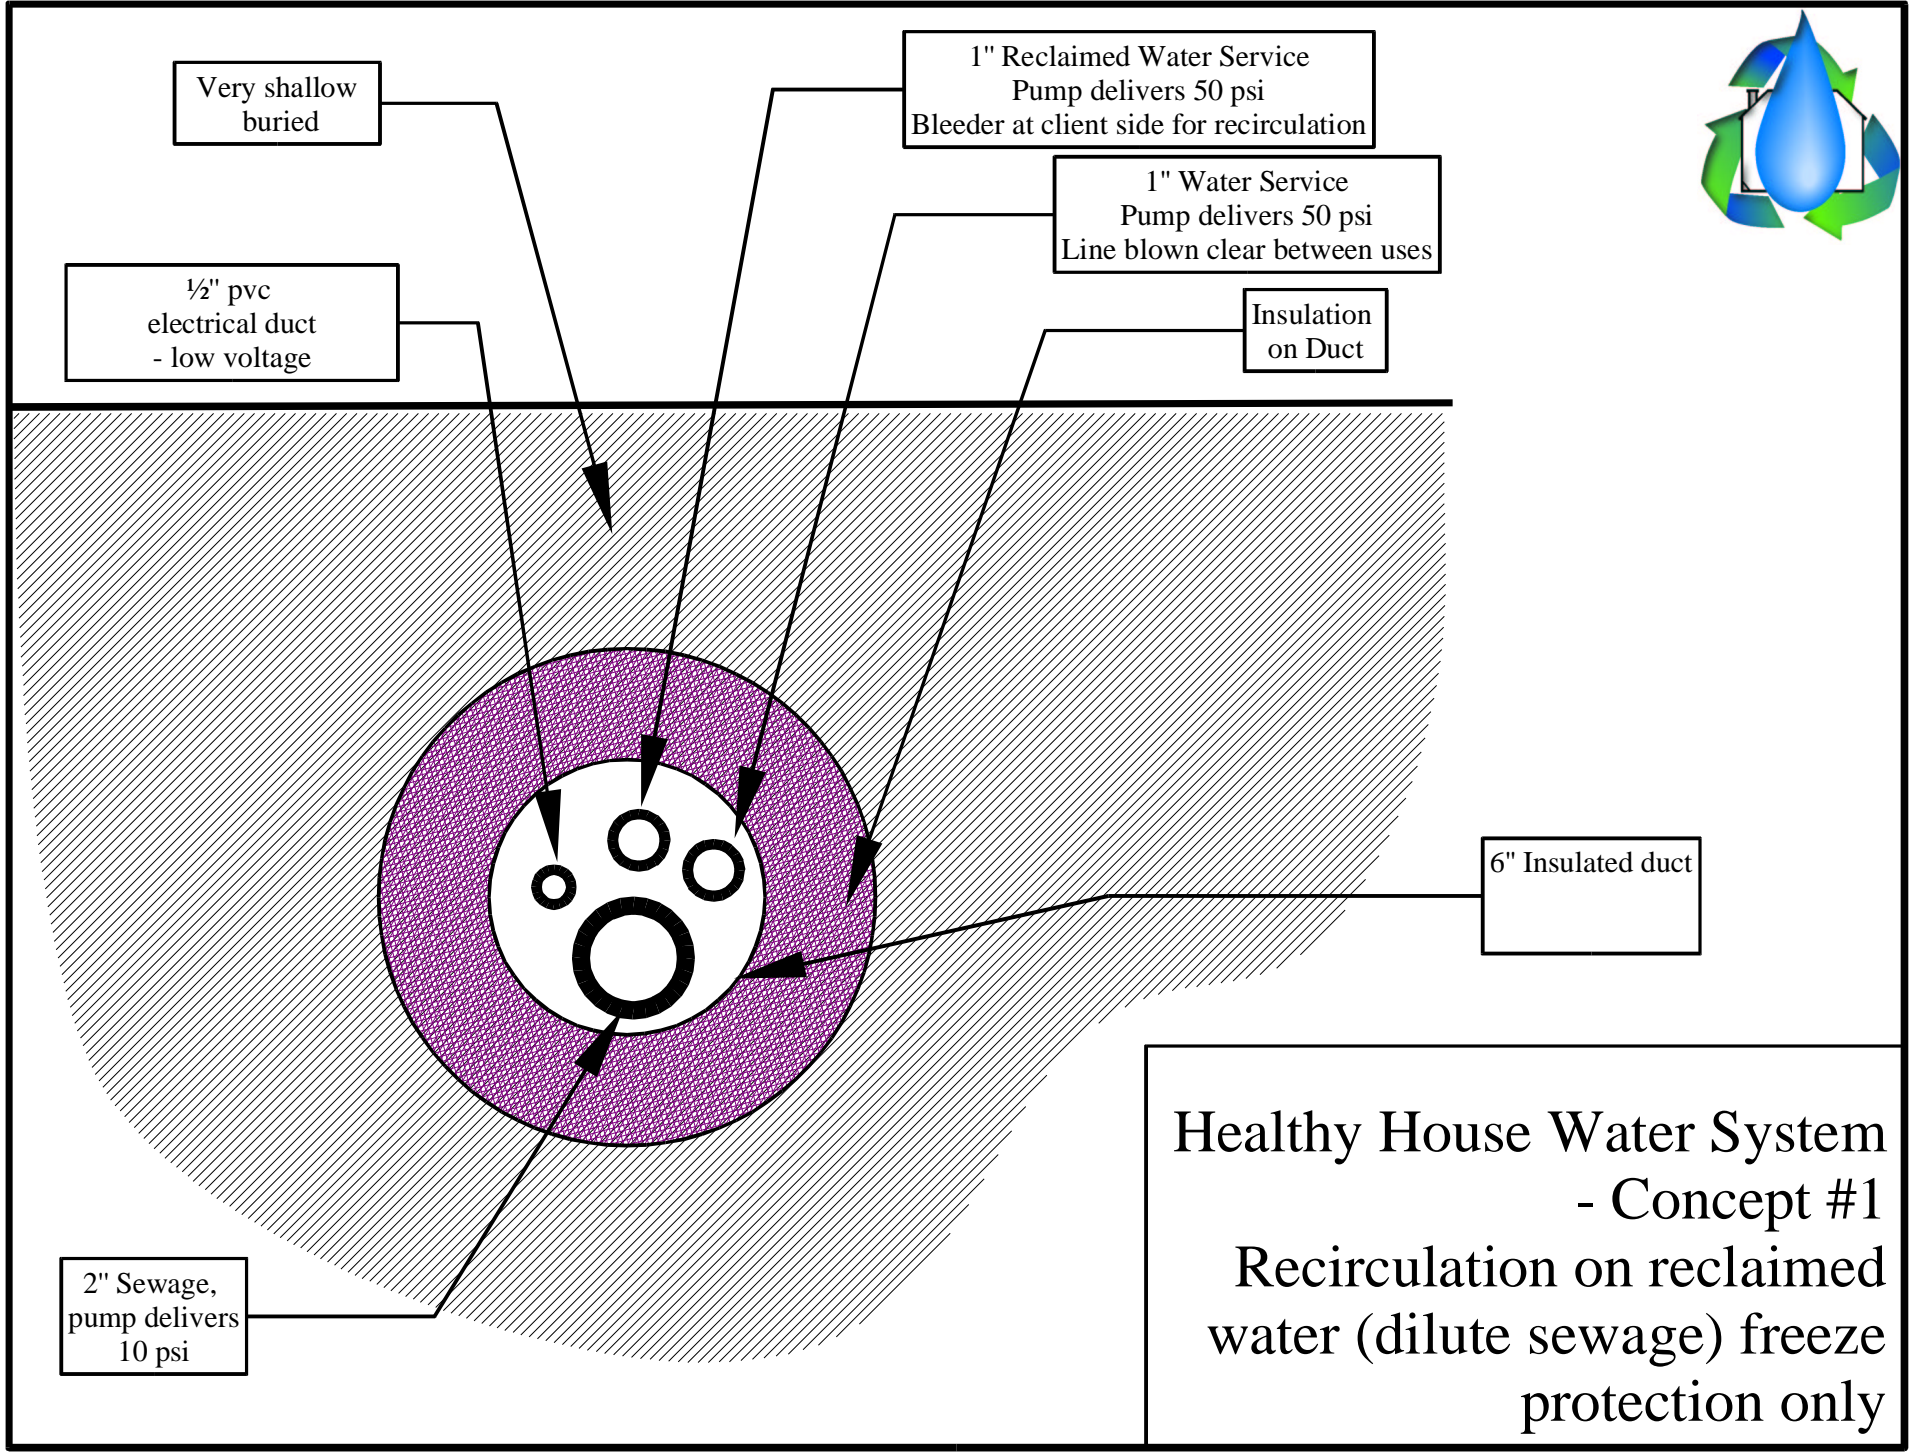 Very shallow
buried
1" Reclaimed Water Service
Pump delivers 50 psi
Bleeder at client side for recirculation
1" Water Service
Pump delivers 50 psi
Line blown clear between uses
½" pvc
electrical duct
- low voltage
Insulation
on Duct
6" Insulated duct
2" Sewage,
pump delivers
10 psi
Healthy House Water System
- Concept #1
Recirculation on reclaimed
water (dilute sewage) freeze
protection only